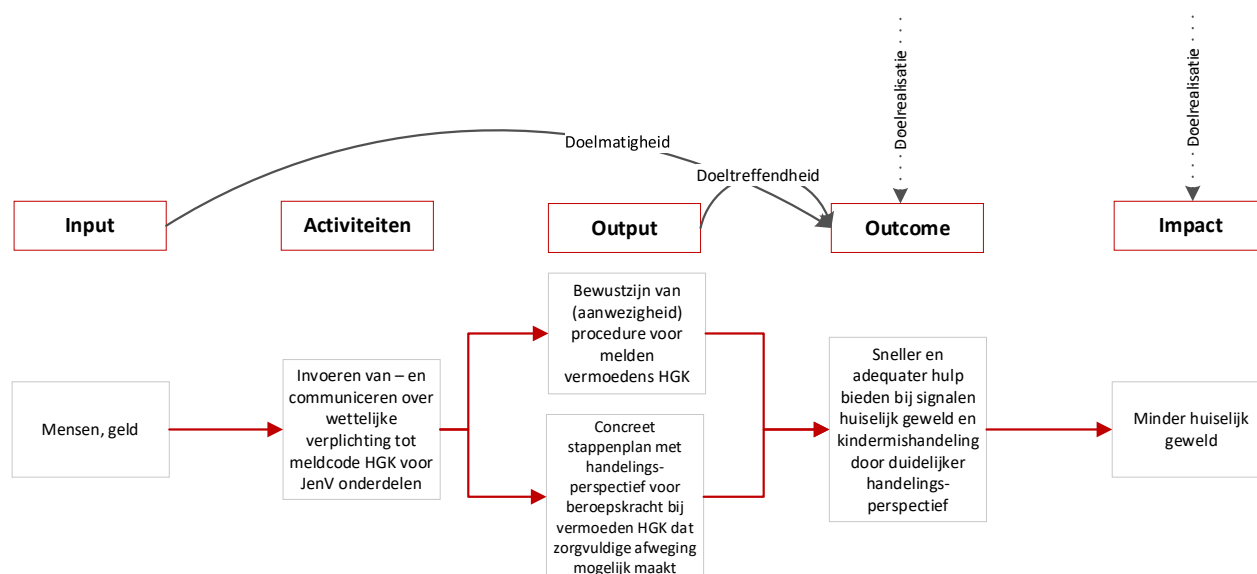 Doelrealisatie
Doelrealisatie
Doelmatigheid
Doeltreffendheid
Input
Activiteiten
Output
Outcome
Impact
Mensen, geld
Invoeren van – en
communiceren over
wettelijke
verplichting tot
meldcode HGK voor
JenV onderdelen
Bewustzijn van
(aanwezigheid)
procedure voor
melden
vermoedens HGK
Concreet
stappenplan met
handelings-
perspectief voor
beroepskracht bij
vermoeden HGK dat
zorgvuldige afweging
mogelijk maakt
Sneller en
adequater hulp
bieden bij signalen
huiselijk geweld en
kindermishandeling
door duidelijker
handelings-
perspectief
Minder huiselijk
geweld